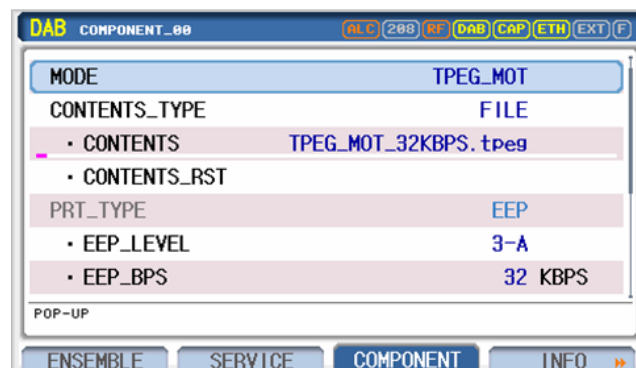 DAB COMPONENT_00 ALC 208 RF DAB CAP ETH EXT F
MODE TPEG_MOT
CONTENTS_TYPE FILE
· CONTENTS TPEG_MOT_32KBPS.tpeg
· CONTENTS_RST
PRT_TYPE EEP
· EEP_LEVEL 3-A
· EEP_BPS 32 KBPS
POP-UP
ENSEMBLE SERVICE COMPONENT INFO